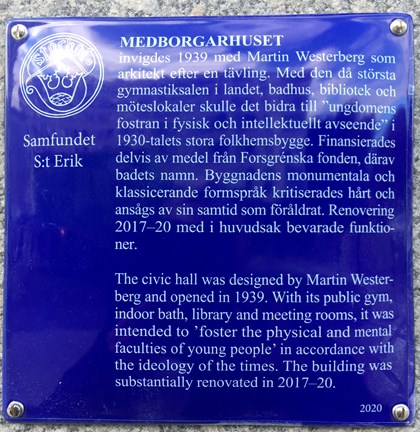 MEDBORGARHUSET
invigdes 1939 med Martin Westerberg som
arkitekt efter en tävling. Med den då största
gymnastiksalen i landet, badhus, bibliotek och
möteslokaler skulle det bidra till ”ungdomens
fostran i fysisk och intellektuellt avseende” i
1930-talets stora folkhemsbygge. Finansierades
delvis av medel från Forsgrénska fonden, därav
badets namn. Byggnadens monumentala och
klassicerande formspråk kritiserades hårt och
ansågs av sin samtid som föråldrat. Renovering
2017–20 med i huvudsak bevarade funktio-
ner.
Samfundet
S:t Erik
The civic hall was designed by Martin Wester-
berg and opened in 1939. With its public gym,
indoor bath, library and meeting rooms, it was
intended to ’foster the physical and mental
faculties of young people’ in accordance with
the ideology of the times. The building was
substantially renovated in 2017–20.
2020